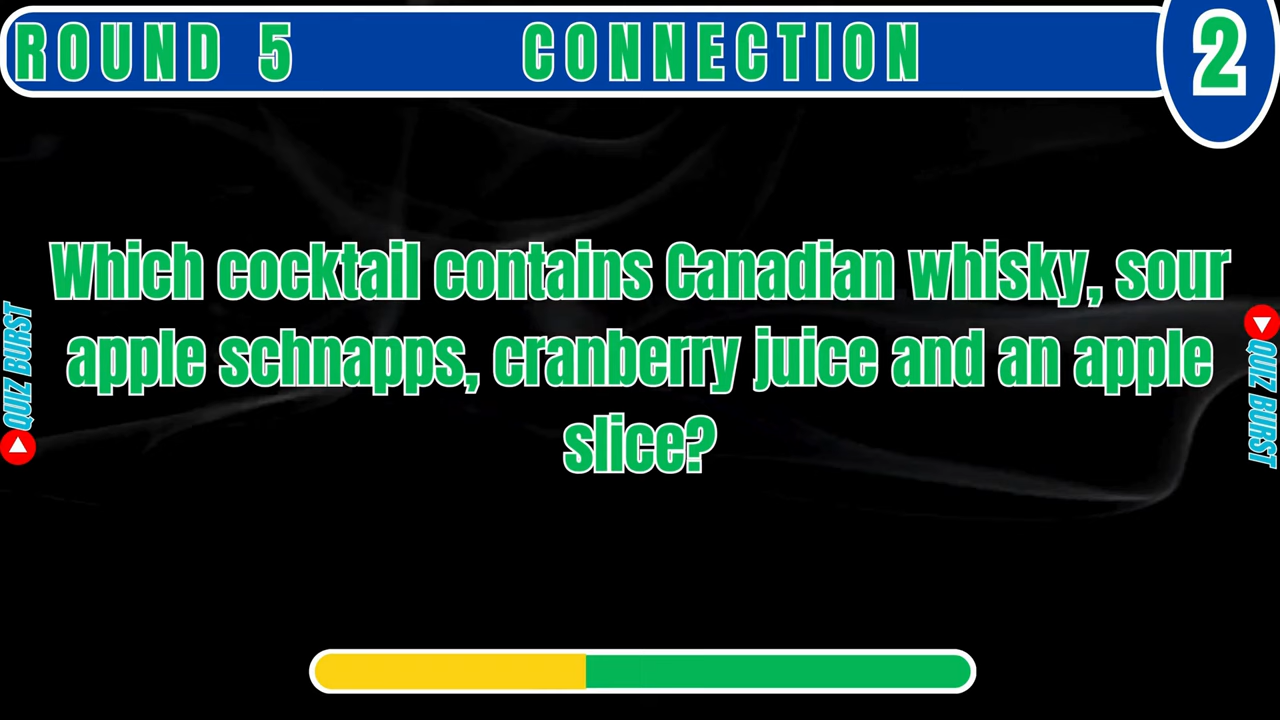 ROUND 5 CONNECTION 2
Which cocktail contains Canadian whisky, sour
apple schnapps, cranberry juice and an apple
slice?
QUIZ BURST
QUIZ BURST